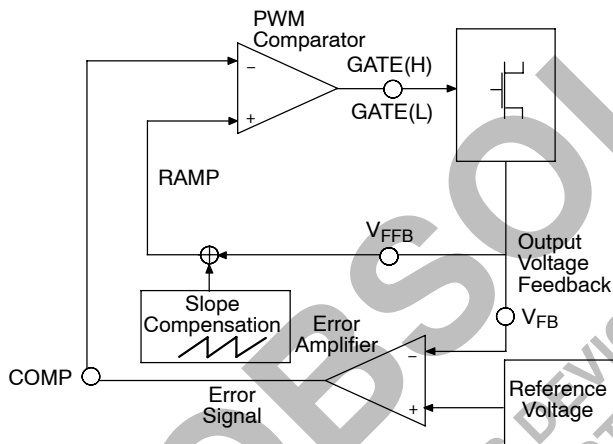 PWM
Comparator
−
+
GATE(H)
GATE(L)
RAMP
VFFB
Output
Voltage
Feedback
Slope
Compensation
VFB
Error
Amplifier
−
+
COMP
Error
Signal
Reference
Voltage